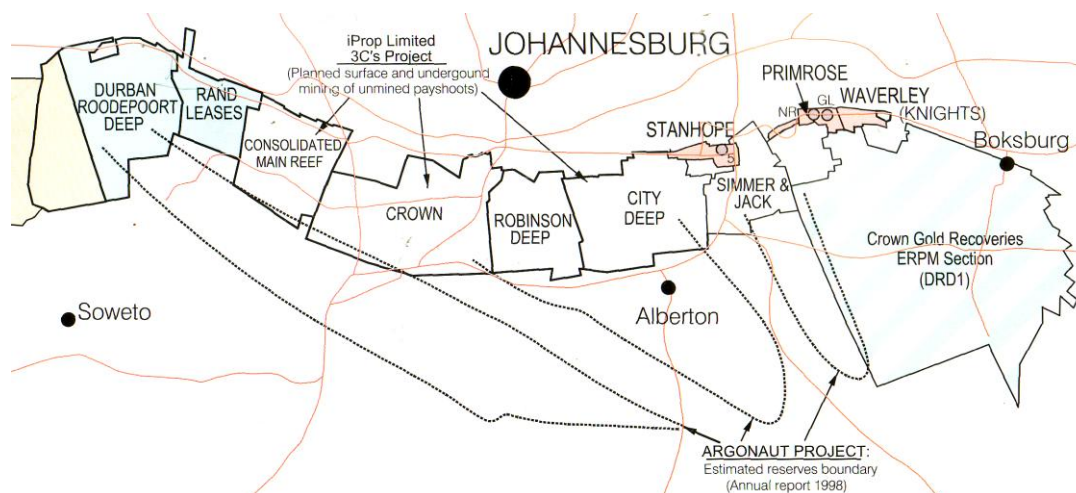 iProp Limited
3C's Project
(Planned surface and undergound
mining of unmined payshoots)
JOHANNESBURG
DURBAN
ROODEPOORT
DEEP
RAND
LEASES
CONSOLIDATED
MAIN REEF
CROWN
ROBINSON
DEEP
CITY
DEEP
STANHOPE
5
SIMMER &
JACK
PRIMROSE
NR
GL
WAVERLEY
(KNIGHTS)
Boksburg
Crown Gold Recoveries
ERPM Section
(DRD1)
Soweto
Alberton
ARGONAUT PROJECT:
Estimated reserves boundary
(Annual report 1998)